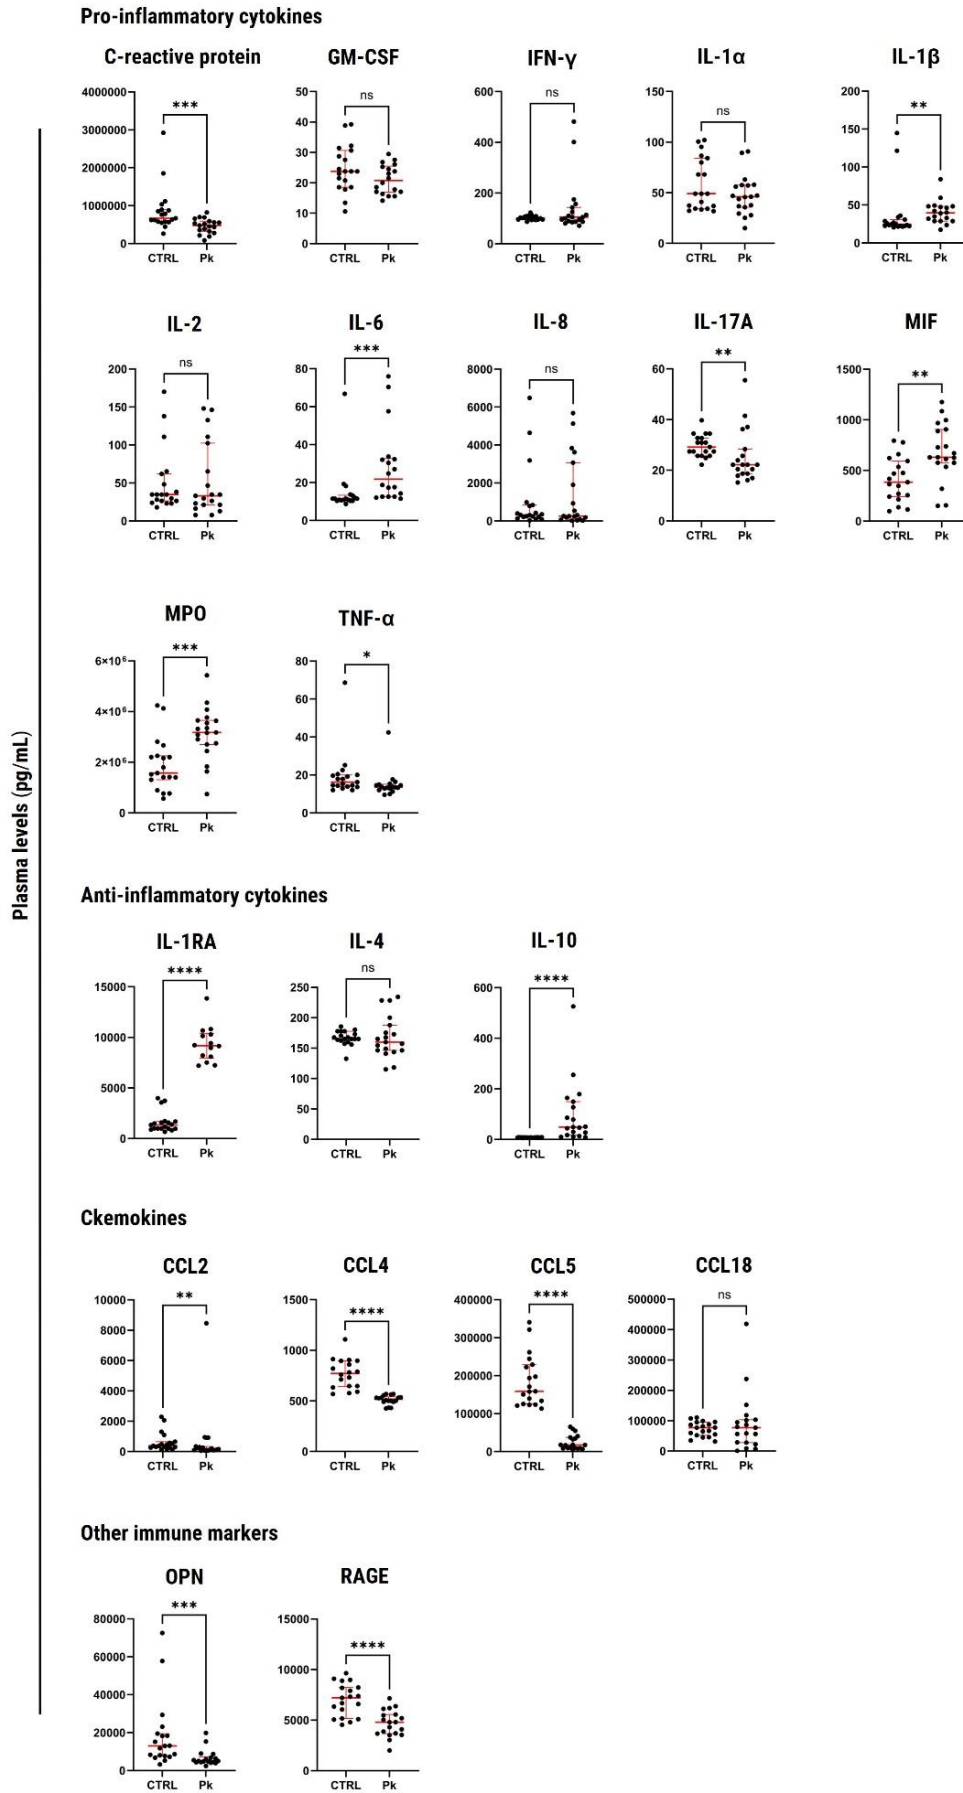 Pro-inflammatory cytokines
C-reactive protein GM-CSF IFN-γ IL-1α IL-1β
4000000 3000000 2000000 1000000 0 *** CTRL Pk
50 40 30 20 10 0 ns CTRL Pk
600 400 200 0 ns CTRL Pk
150 100 50 0 ns CTRL Pk
200 150 100 50 0 ** CTRL Pk
IL-2 IL-6 IL-8 IL-17A MIF
200 150 100 50 0 ns CTRL Pk
80 60 40 20 0 *** CTRL Pk
8000 6000 4000 2000 0 ns CTRL Pk
60 40 20 0 ** CTRL Pk
1500 1000 500 0 ** CTRL Pk
MPO TNF-α
6×10⁶ 4×10⁶ 2×10⁶ 0 *** CTRL Pk
80 60 40 20 0 * CTRL Pk
Plasma levels (pg/mL)
Anti-inflammatory cytokines
IL-1RA IL-4 IL-10
15000 10000 5000 0 **** CTRL Pk
250 200 150 100 50 0 ns CTRL Pk
600 400 200 0 **** CTRL Pk
Ckemokines
CCL2 CCL4 CCL5 CCL18
10000 8000 6000 4000 2000 0 ** CTRL Pk
1500 1000 500 0 **** CTRL Pk
400000 300000 200000 100000 0 **** CTRL Pk
500000 400000 300000 200000 100000 0 ns CTRL Pk
Other immune markers
OPN RAGE
80000 60000 40000 20000 0 *** CTRL Pk
15000 10000 5000 0 **** CTRL Pk